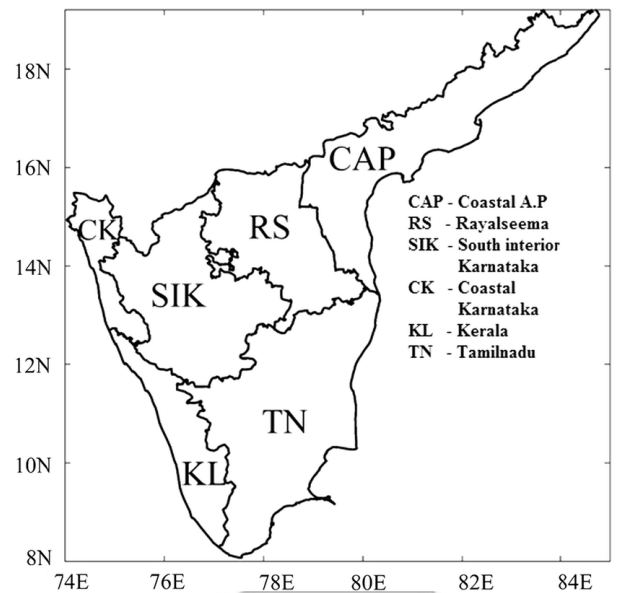 18N
16N
14N
12N
10N
8N
74E 76E 78E 80E 82E 84E
CAP
CK
RS
SIK
TN
KL
CAP - Coastal A.P
RS - Rayalseema
SIK - South interior
Karnataka
CK - Coastal
Karnataka
KL - Kerala
TN - Tamilnadu